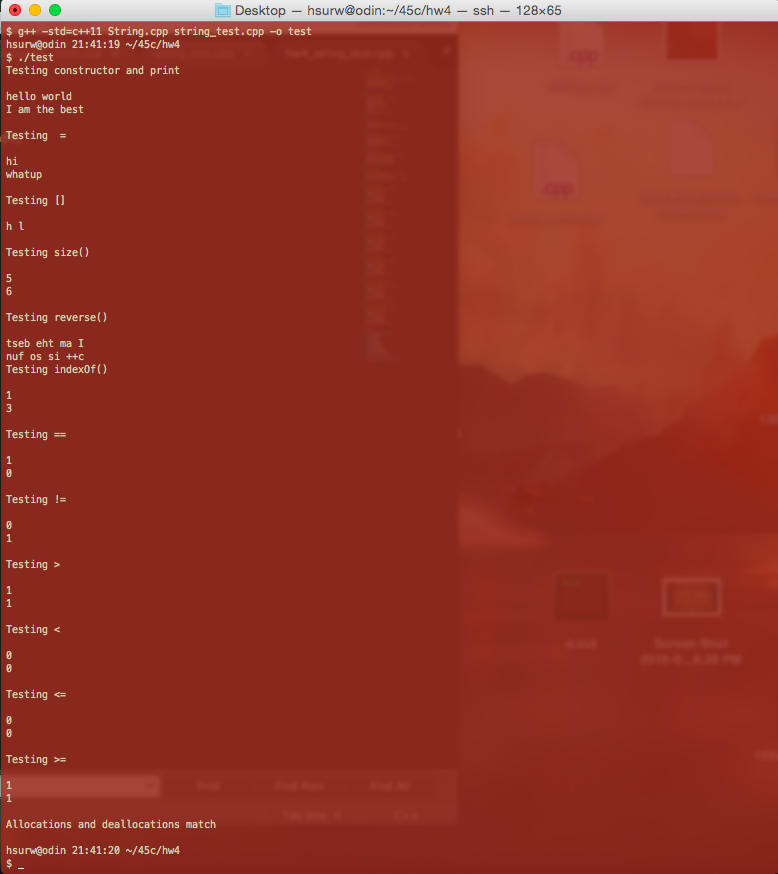 Desktop — hsurw@odin:~/45c/hw4 — ssh — 128×65
$ g++ -std=c++11 String.cpp string_test.cpp -o test
hsurw@odin 21:41:19 ~/45c/hw4
$ ./test
Testing constructor and print
hello world
I am the best
Testing  =
hi
whatup
Testing []
h l
Testing size()
5
6
Testing reverse()
tseb eht ma I
nuf os si ++c
Testing indexOf()
1
3
Testing ==
1
0
Testing !=
0
1
Testing >
1
1
Testing <
0
0
Testing <=
0
0
Testing >=
1
1
Allocations and deallocations match
hsurw@odin 21:41:20 ~/45c/hw4
$ _